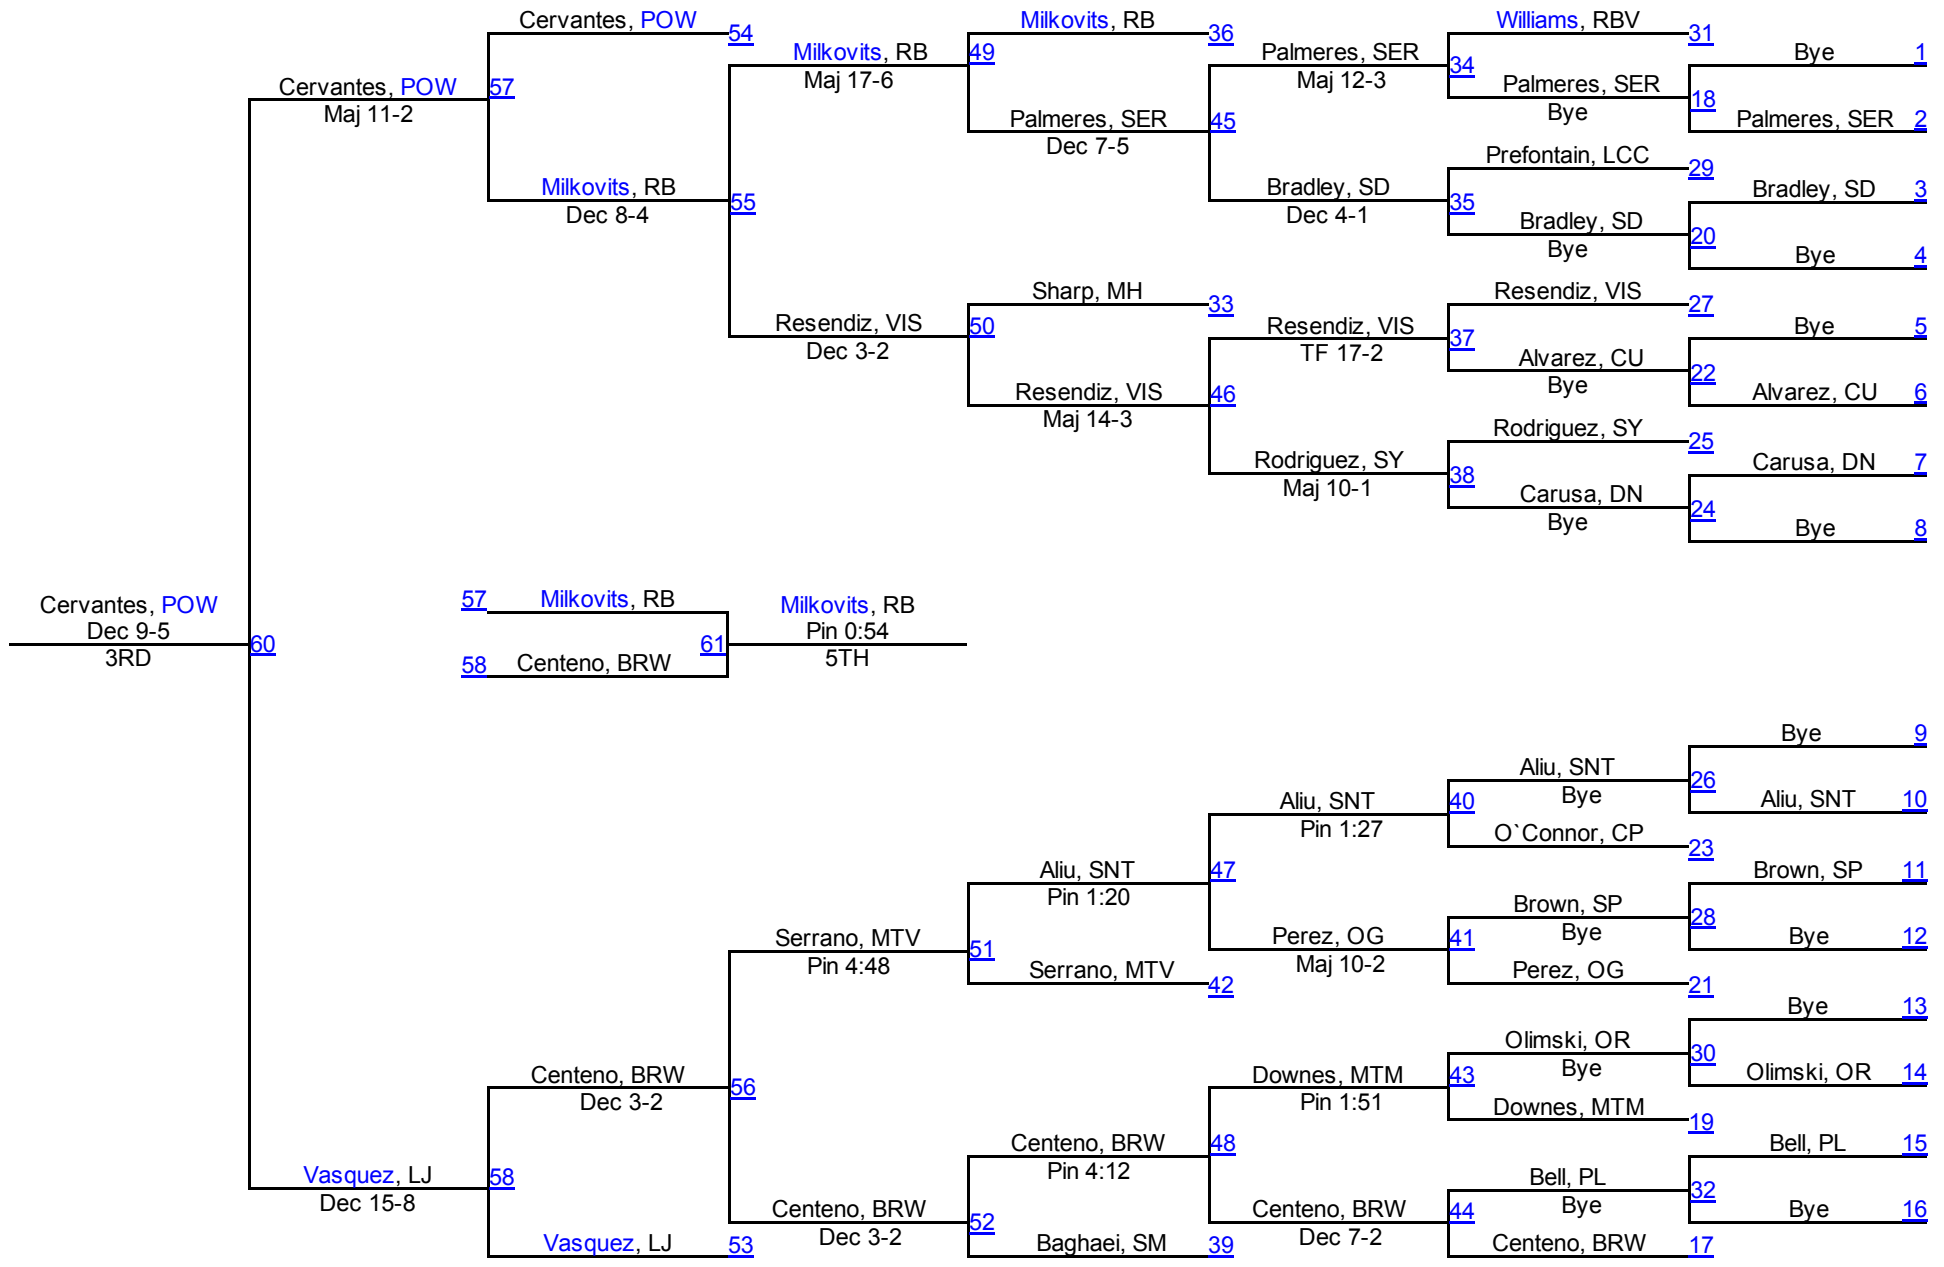 Cervantes, POW
54
Milkovits, RB
36
Williams, RBV
31
Milkovits, RB
49
Palmeres, SER
34
Bye
1
Maj 17-6
Maj 12-3
Cervantes, POW
57
Palmeres, SER
18
Maj 11-2
Bye
Palmeres, SER
45
Palmeres, SER
2
Dec 7-5
Prefontain, LCC
29
Milkovits, RB
55
Bradley, SD
35
Bradley, SD
3
Dec 8-4
Dec 4-1
Bradley, SD
20
Bye
Bye
4
Sharp, MH
33
Resendiz, VIS
27
Resendiz, VIS
50
Resendiz, VIS
37
Bye
5
Dec 3-2
TF 17-2
Alvarez, CU
22
Bye
Resendiz, VIS
46
Alvarez, CU
6
Maj 14-3
Rodriguez, SY
25
Rodriguez, SY
38
Carusa, DN
7
Maj 10-1
Carusa, DN
24
Bye
Bye
8
Cervantes, POW
Dec 9-5
60
3RD
57
Milkovits, RB
Milkovits, RB
Pin 0:54
61
5TH
58
Centeno, BRW
Bye
9
Aliu, SNT
26
Bye
Aliu, SNT
40
Aliu, SNT
10
Pin 1:27
O`Connor, CP
23
Aliu, SNT
47
Brown, SP
11
Pin 1:20
Brown, SP
28
Bye
Serrano, MTV
51
Perez, OG
41
Bye
12
Pin 4:48
Maj 10-2
Serrano, MTV
42
Perez, OG
21
Bye
13
Olimski, OR
30
Bye
Centeno, BRW
56
Downes, MTM
43
Olimski, OR
14
Dec 3-2
Pin 1:51
Downes, MTM
19
Centeno, BRW
48
Bell, PL
15
Pin 4:12
Vasquez, LJ
58
Bell, PL
32
Dec 15-8
Bye
Centeno, BRW
52
Centeno, BRW
44
Bye
16
Dec 3-2
Dec 7-2
Vasquez, LJ
53
Baghaei, SM
39
Centeno, BRW
17